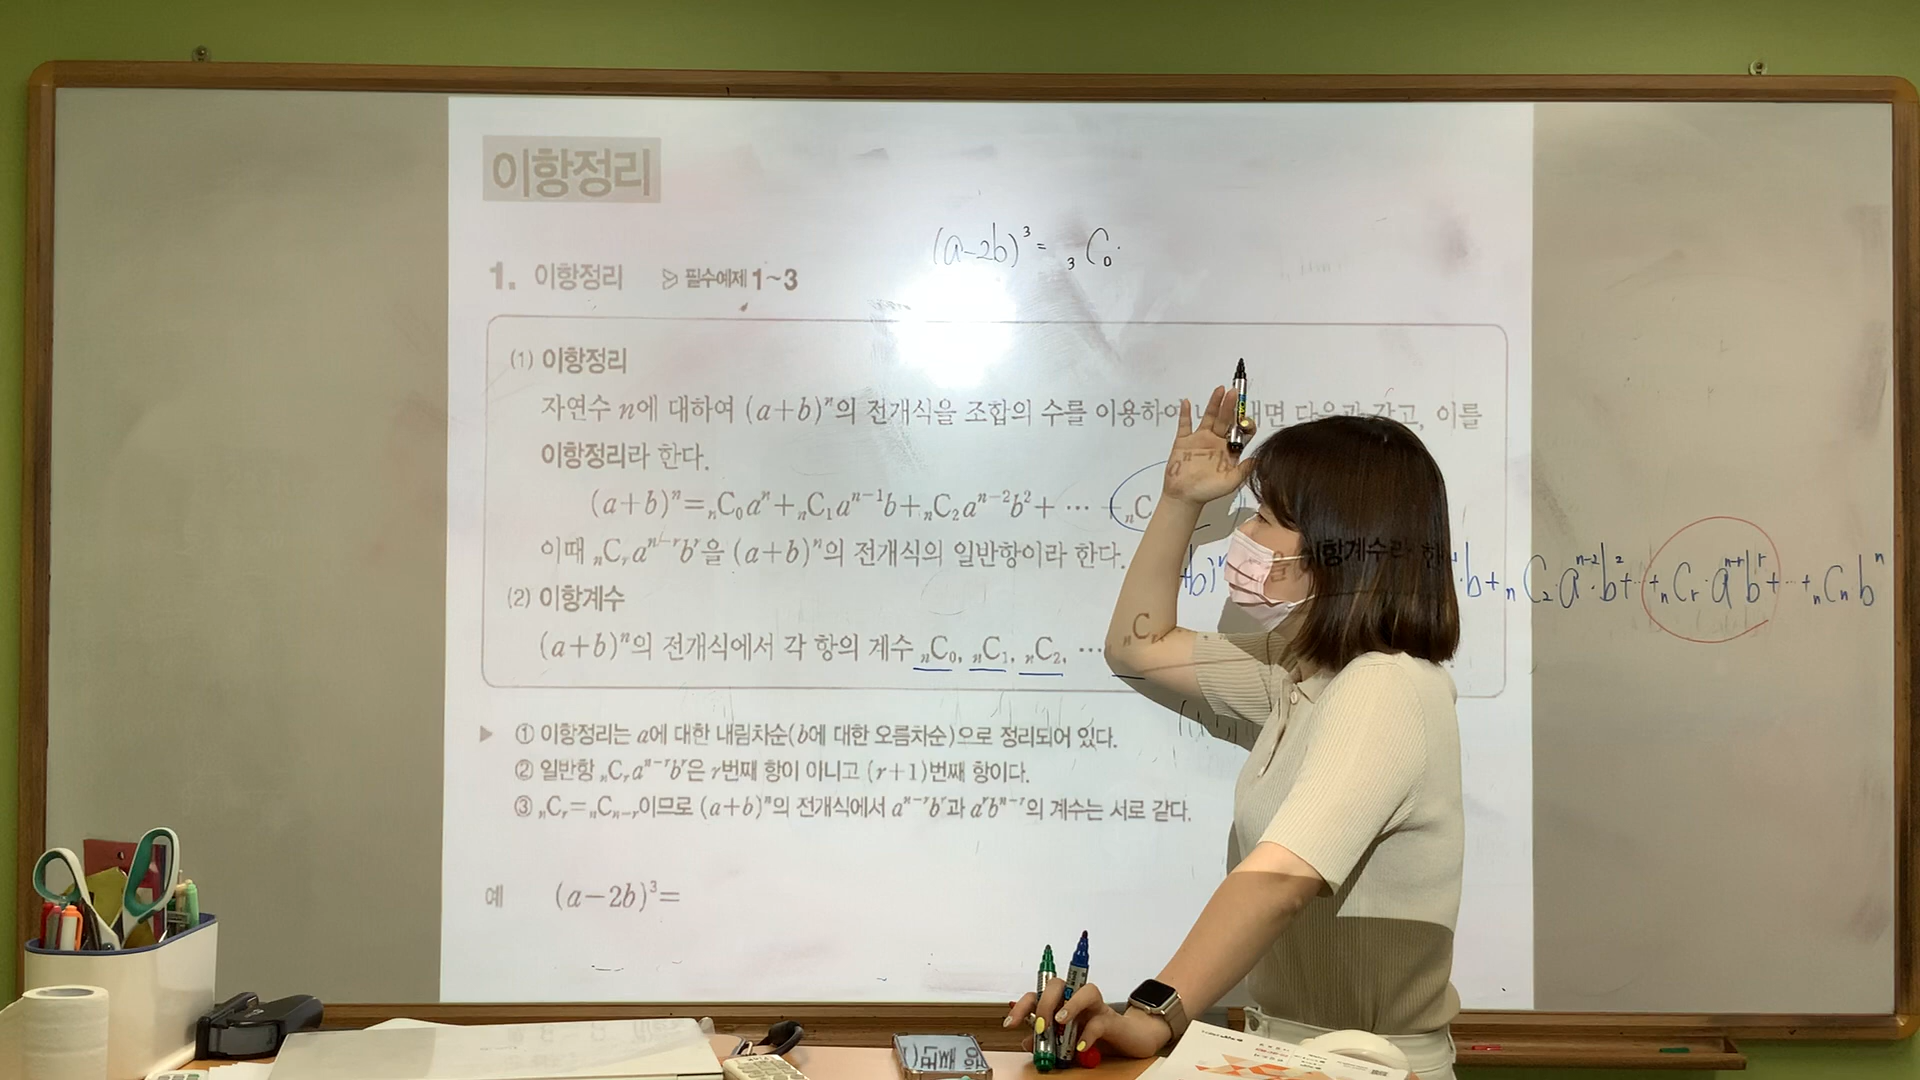 이항정리
(a-2b)³= ₃C₀·
1. 이항정리 필수예제 1~3
(1) 이항정리
자연수 n에 대하여 (a+b)ⁿ의 전개식을 조합의 수를 이용하여 다음과 같고, 이를
이항정리라 한다.
(a+b)ⁿ=ₙC₀aⁿ+ₙC₁aⁿ⁻¹b+ₙC₂aⁿ⁻²b²+ ⋯ +ₙC aⁿ⁻ʳb
이때 ₙCᵣaⁿ⁻ʳbʳ을 (a+b)ⁿ의 전개식의 일반항이라 한다.
+b)ⁿ ·b+ₙC₂aⁿ⁻²·b²+⋯+ₙCᵣ·aⁿ⁻ʳbʳ+⋯+ₙCₙbⁿ
(2) 이항계수
(a+b)ⁿ의 전개식에서 각 항의 계수 ₙC₀, ₙC₁, ₙC₂, ⋯ ₙCᵣ, 을 이항계수라 한
▶ ① 이항정리는 a에 대한 내림차순(b에 대한 오름차순)으로 정리되어 있다.
② 일반항 ₙCᵣaⁿ⁻ʳbʳ은 r번째 항이 아니고 (r+1)번째 항이다.
③ ₙCᵣ=ₙCₙ₋ᵣ이므로 (a+b)ⁿ의 전개식에서 aⁿ⁻ʳbʳ과 aʳbⁿ⁻ʳ의 계수는 서로 같다.
예 (a-2b)³=